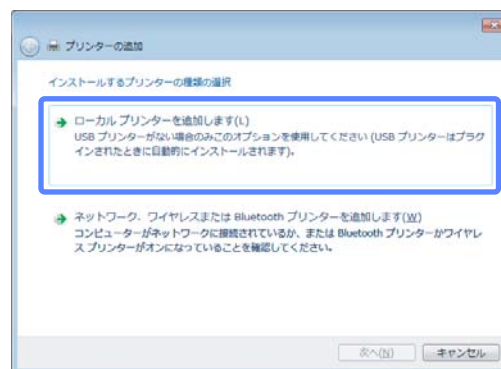 プリンターの追加
インストールするプリンターの種類の選択
ローカル プリンターを追加します(L)
USB プリンターがない場合のみこのオプションを使用してください (USB プリンターはプラグ
インされたときに自動的にインストールされます)。
ネットワーク、ワイヤレスまたは Bluetooth プリンターを追加します(W)
コンピューターがネットワークに接続されているか、または Bluetooth プリンターかワイヤレ
ス プリンターがオンになっていることを確認してください。
次へ(N)
キャンセル